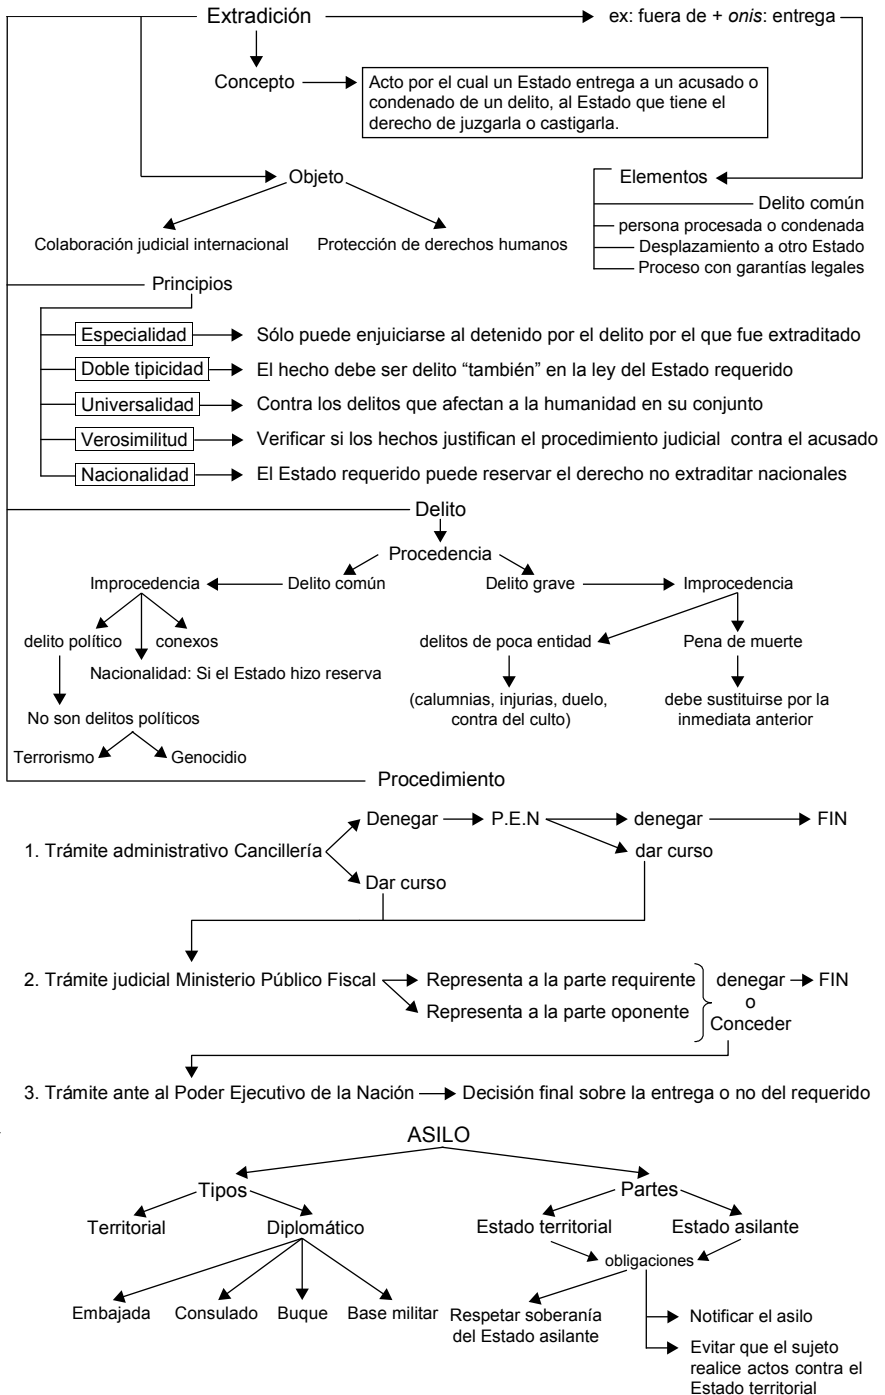 Extradición
ex: fuera de + onis: entrega
Concepto
Acto por el cual un Estado entrega a un acusado o
condenado de un delito, al Estado que tiene el
derecho de juzgarla o castigarla.
Objeto
Colaboración judicial internacional
Protección de derechos humanos
Elementos
Delito común
persona procesada o condenada
Desplazamiento a otro Estado
Proceso con garantías legales
Principios
Especialidad
Sólo puede enjuiciarse al detenido por el delito por el que fue extraditado
Doble tipicidad
El hecho debe ser delito “también” en la ley del Estado requerido
Universalidad
Contra los delitos que afectan a la humanidad en su conjunto
Verosimilitud
Verificar si los hechos justifican el procedimiento judicial contra el acusado
Nacionalidad
El Estado requerido puede reservar el derecho no extraditar nacionales
Delito
Procedencia
Improcedencia
Delito común
Delito grave
Improcedencia
delito político
conexos
Nacionalidad: Si el Estado hizo reserva
No son delitos políticos
Terrorismo
Genocidio
delitos de poca entidad
Pena de muerte
(calumnias, injurias, duelo,
contra del culto)
debe sustituirse por la
inmediata anterior
Procedimiento
1. Trámite administrativo Cancillería
Denegar
P.E.N
denegar
FIN
dar curso
Dar curso
2. Trámite judicial Ministerio Público Fiscal
Representa a la parte requirente
Representa a la parte oponente
denegar
FIN
o
Conceder
3. Trámite ante al Poder Ejecutivo de la Nación
Decisión final sobre la entrega o no del requerido
ASILO
Tipos
Territorial
Diplomático
Embajada
Consulado
Buque
Base militar
Partes
Estado territorial
Estado asilante
obligaciones
Respetar soberanía
del Estado asilante
Notificar el asilo
Evitar que el sujeto
realice actos contra el
Estado territorial